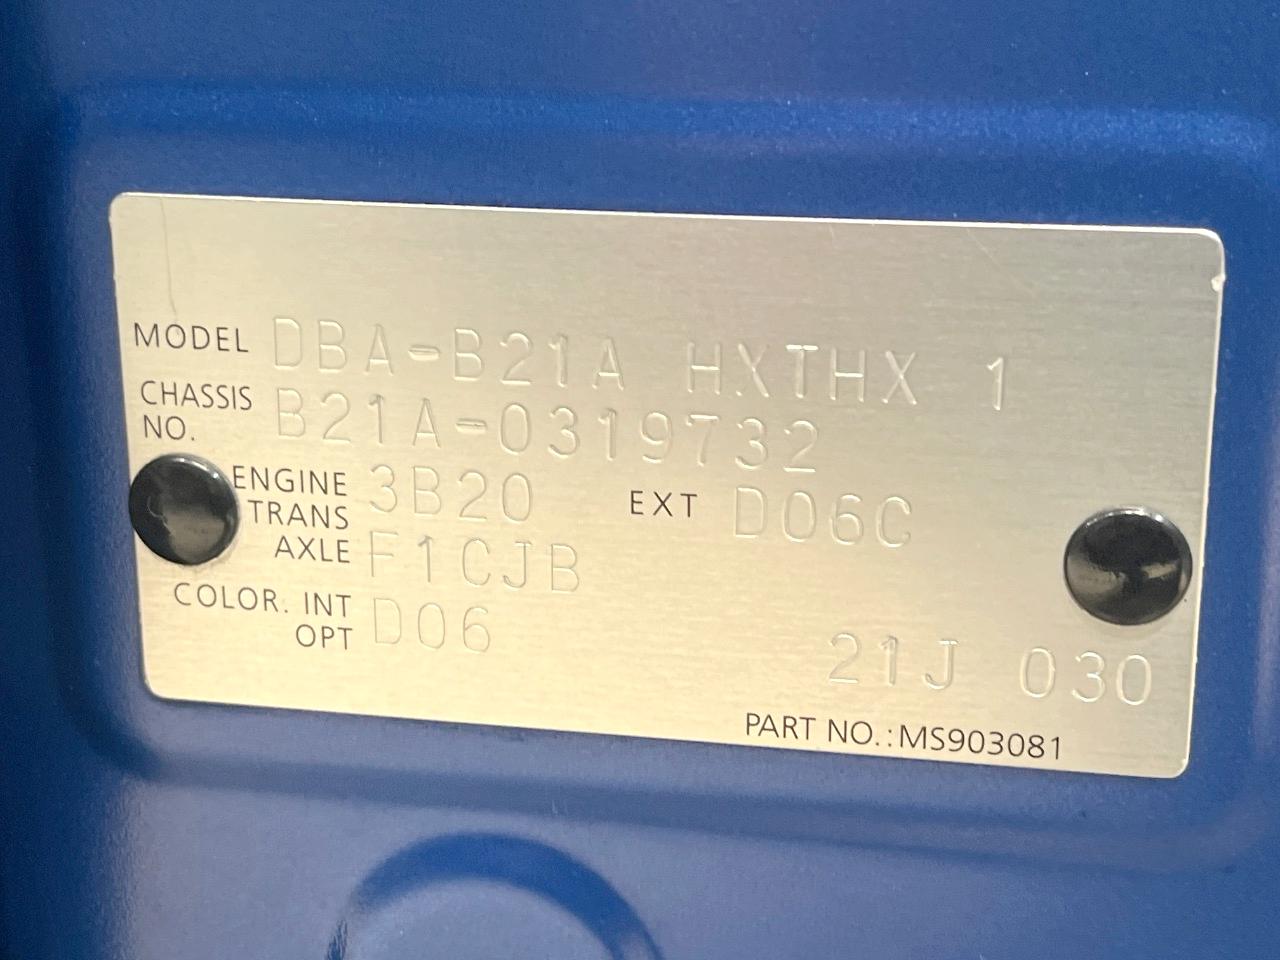 MODEL DBA-B21A HXTHX 1
CHASSIS NO. B21A-0319732
ENGINE 3B20 EXT D06C
TRANS AXLE F1CJB
COLOR. INT OPT D06
21J 030
PART NO.:MS903081